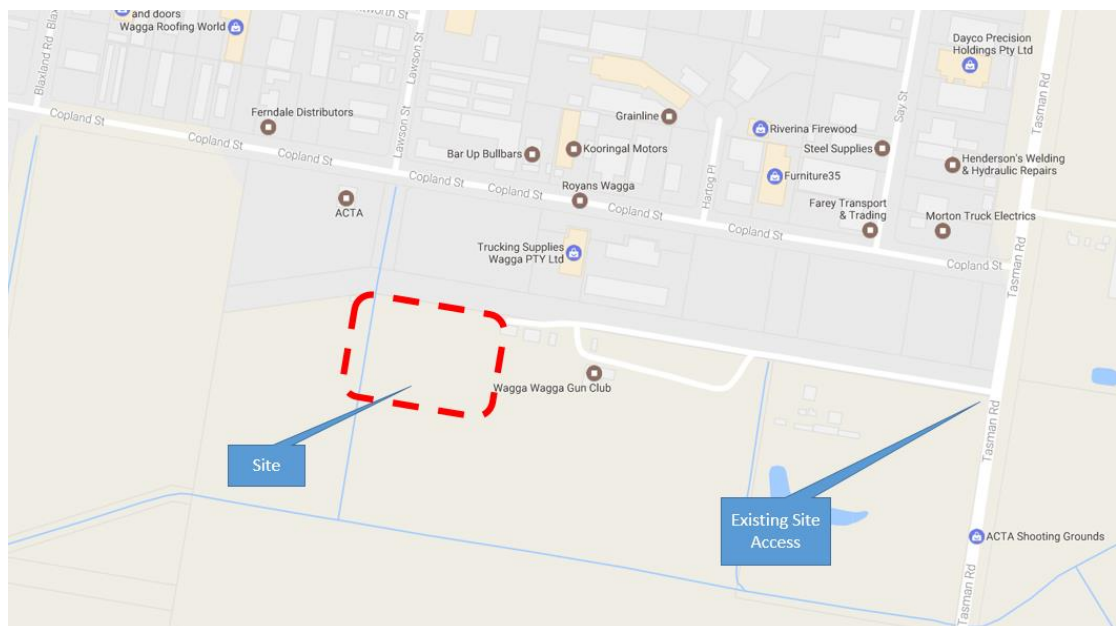 and doors
Wagga Roofing World
Blaxland Rd
Lawson St
Lawson St
Say St
Dayco Precision
Holdings Pty Ltd
Tasman Rd
Copland St
Ferndale Distributors
Copland St
Copland St
Grainline
Riverina Firewood
Steel Supplies
Bar Up Bullbars
Kooringal Motors
Henderson's Welding
& Hydraulic Repairs
Furniture35
Hartog Pl
Copland St
Copland St
Royans Wagga
Copland St
ACTA
Farey Transport
& Trading
Morton Truck Electrics
Copland St
Trucking Supplies
Wagga PTY Ltd
Copland St
Tasman Rd
Wagga Wagga Gun Club
Tasman Rd
Site
Existing Site
Access
ACTA Shooting Grounds
Tasman Rd